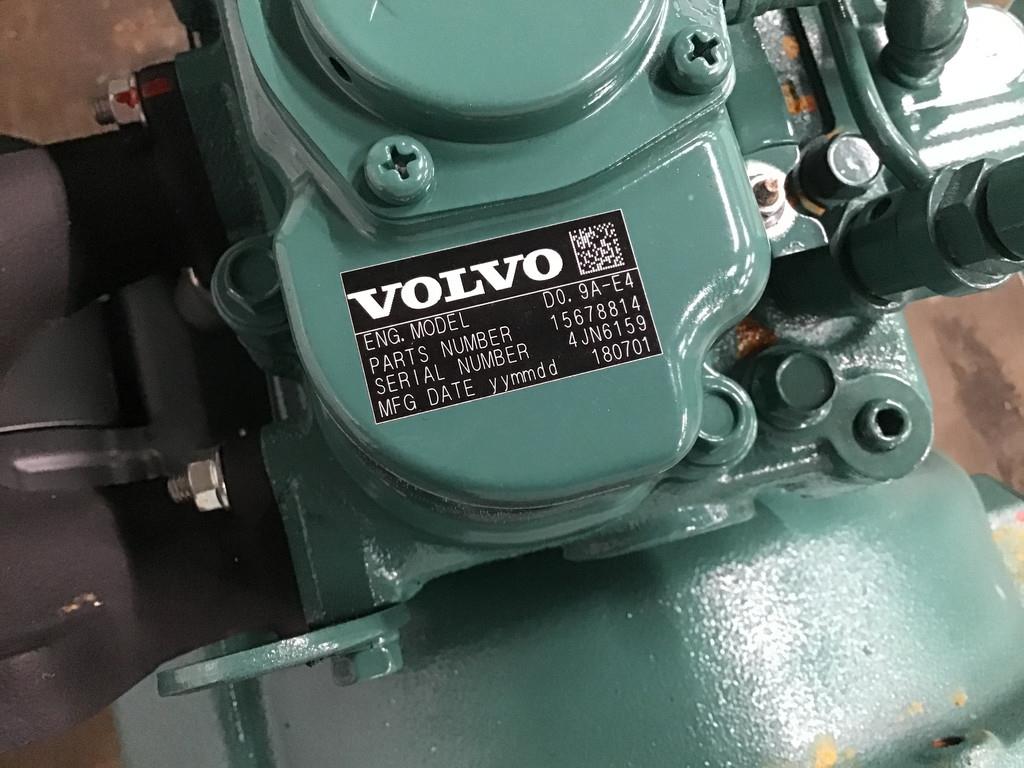 VOLVO
ENG. MODEL D0. 9A-E4
PARTS NUMBER 15678814
SERIAL NUMBER 4JN6159
MFG DATE yymmdd 180701